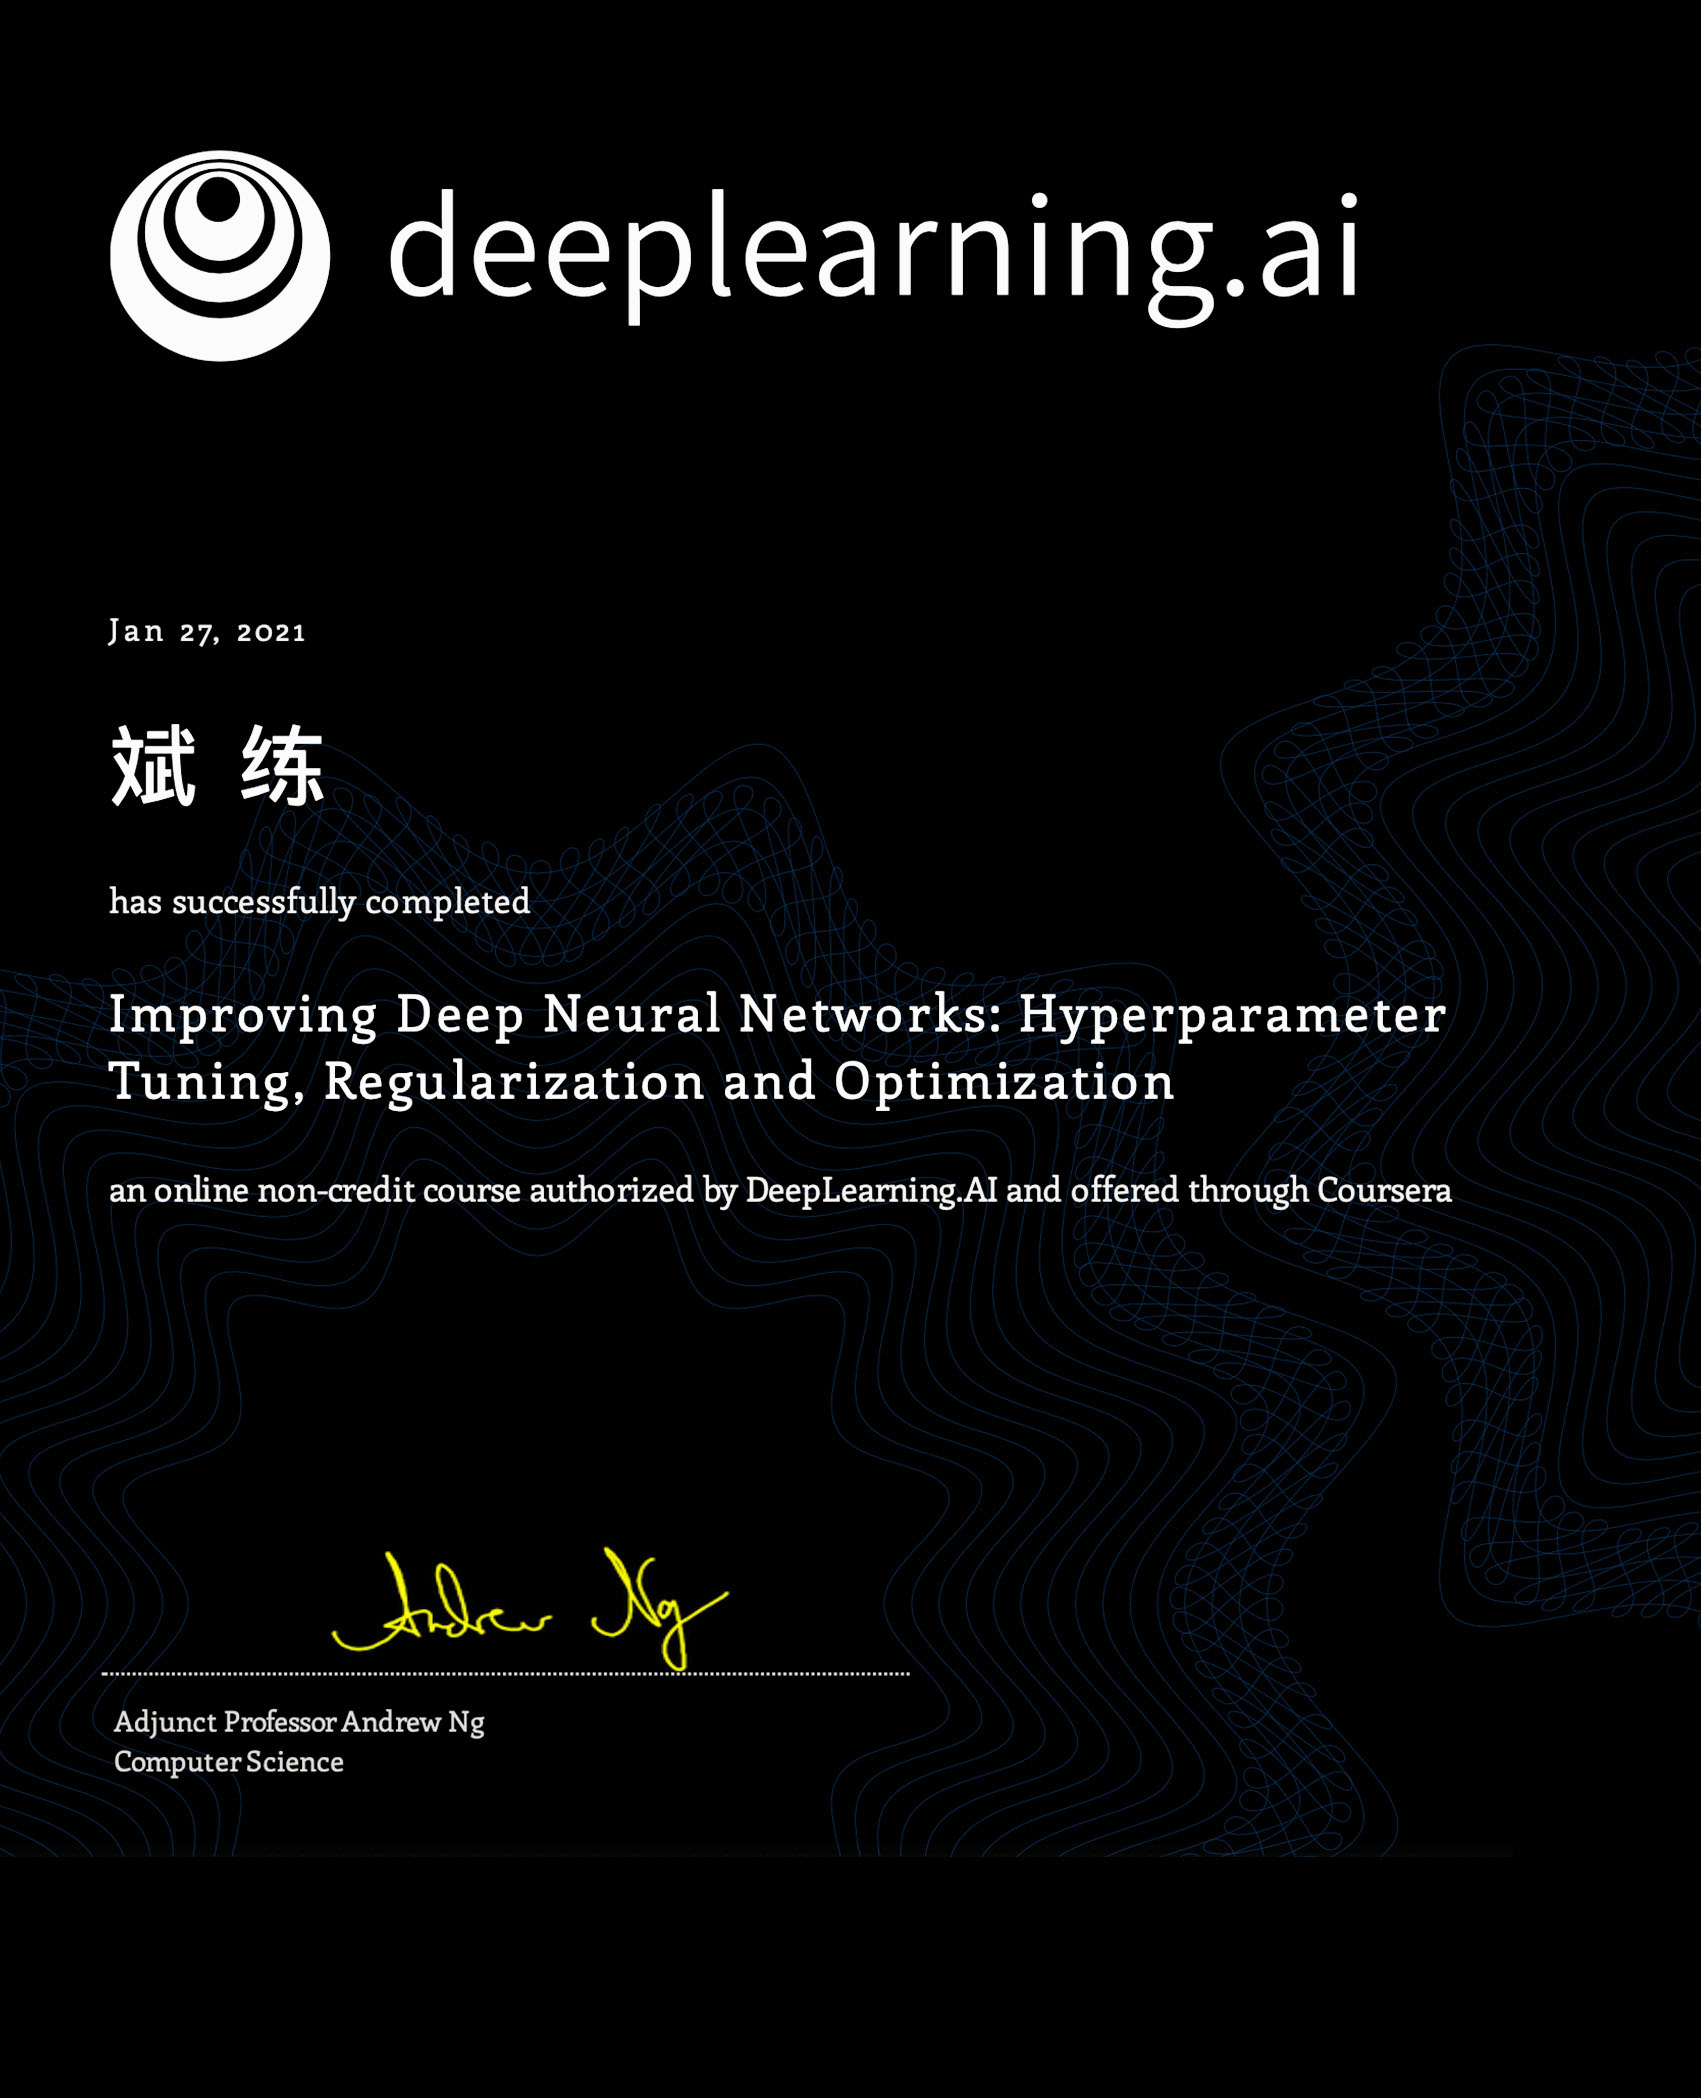 deeplearning.ai
Jan 27, 2021
斌 练
has successfully completed
Improving Deep Neural Networks: Hyperparameter
Tuning, Regularization and Optimization
an online non-credit course authorized by DeepLearning.AI and offered through Coursera
Andrew Ng
Adjunct Professor Andrew Ng
Computer Science